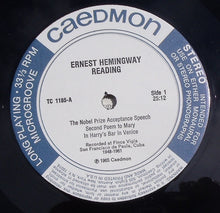 CAEDMON
LONG PLAYING • 33⅓ RPM
MICROGROOVE
ERNEST HEMINGWAY
READING
TC 1185-A
Side 1
25:12
The Nobel Prize Acceptance Speech
Second Poem to Mary
In Harry's Bar in Venice
Recorded at Finca Vigia
San Francisco de Paula, Cuba
1948-1961
© 1965 Caedmon